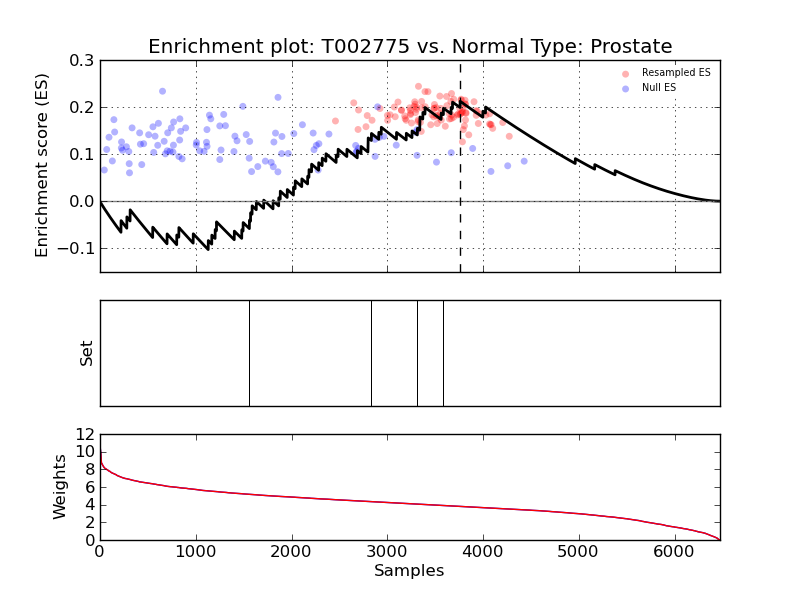 Enrichment plot: T002775 vs. Normal Type: Prostate
Enrichment score (ES)
0.3
0.2
0.1
0.0
−0.1
Resampled ES
Null ES
Set
Weights
12
10
8
6
4
2
0
0 1000 2000 3000 4000 5000 6000
Samples